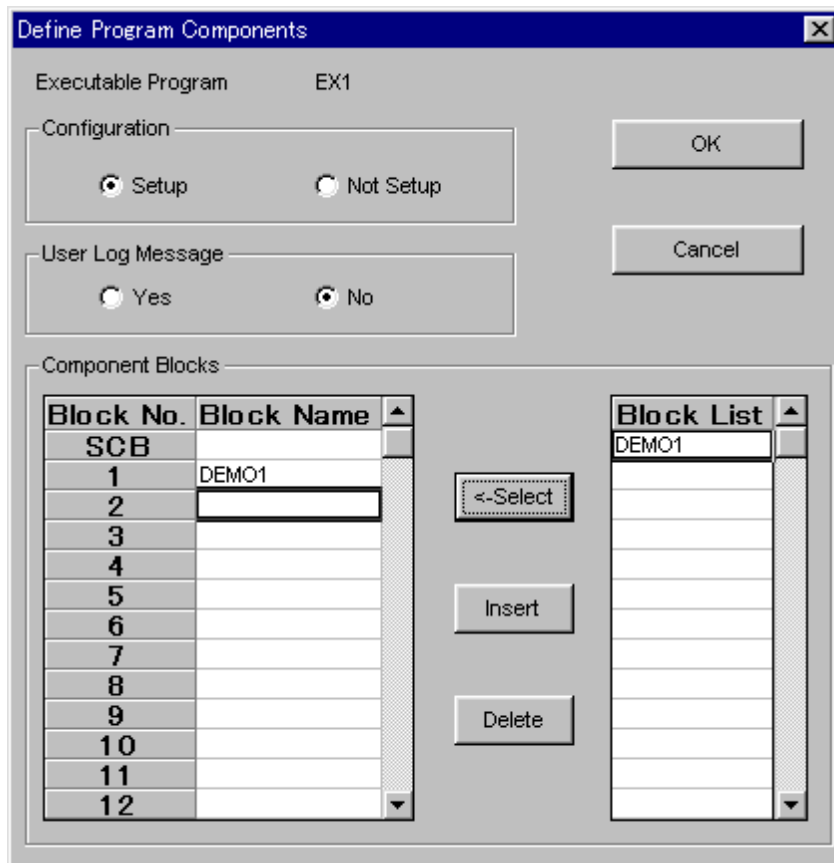 Define Program Components
Executable Program EX1
Configuration
Setup Not Setup
OK
User Log Message
Yes No
Cancel
Component Blocks
Block No. Block Name
SCB
1 DEMO1
2
3
4
5
6
7
8
9
10
11
12
<-Select
Insert
Delete
Block List
DEMO1